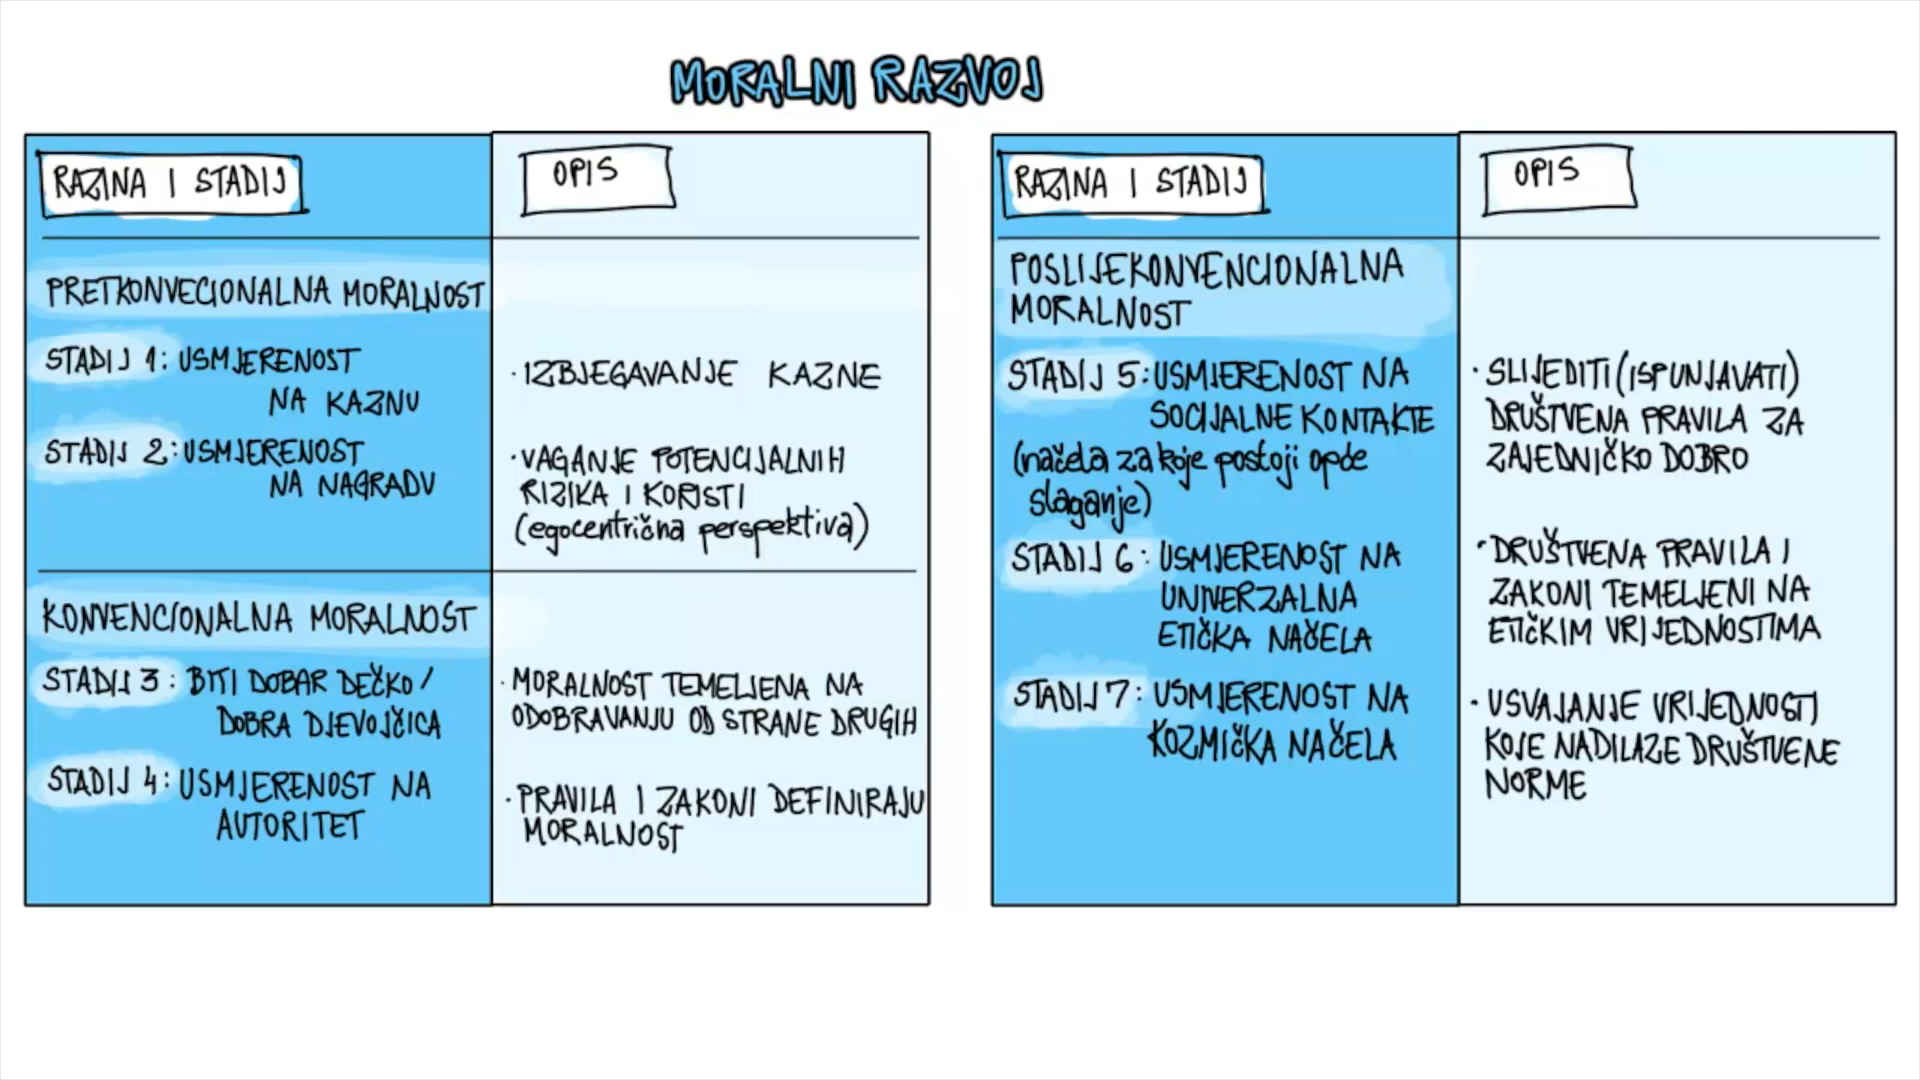 MORALNI RAZVOJ
RAZINA I STADIJ
OPIS
PRETKONVECIONALNA MORALNOST
STADIJ 1: USMJERENOST
NA KAZNU
· IZBJEGAVANJE KAZNE
STADIJ 2: USMJERENOST
NA NAGRADU
· VAGANJE POTENCIJALNIH
RIZIKA I KORISTI
(egocentrična perspektiva)
KONVENCIONALNA MORALNOST
STADIJ 3: BITI DOBAR DEČKO /
DOBRA DJEVOJČICA
· MORALNOST TEMELJENA NA
ODOBRAVANJU OD STRANE DRUGIH
STADIJ 4: USMJERENOST NA
AUTORITET
· PRAVILA I ZAKONI DEFINIRAJU
MORALNOST
RAZINA I STADIJ
OPIS
POSLIJEKONVENCIONALNA
MORALNOST
STADIJ 5: USMJERENOST NA
SOCIJALNE KONTAKTE
(načela za koje postoji opće
slaganje)
· SLIJEDITI (ISPUNJAVATI)
DRUŠTVENA PRAVILA ZA
ZAJEDNIČKO DOBRO
STADIJ 6: USMJERENOST NA
UNIVERZALNA
ETIČKA NAČELA
· DRUŠTVENA PRAVILA I
ZAKONI TEMELJENI NA
ETIČKIM VRIJEDNOSTIMA
STADIJ 7: USMJERENOST NA
KOZMIČKA NAČELA
· USVAJANJE VRIJEDNOSTI
KOJE NADILAZE DRUŠTVENE
NORME